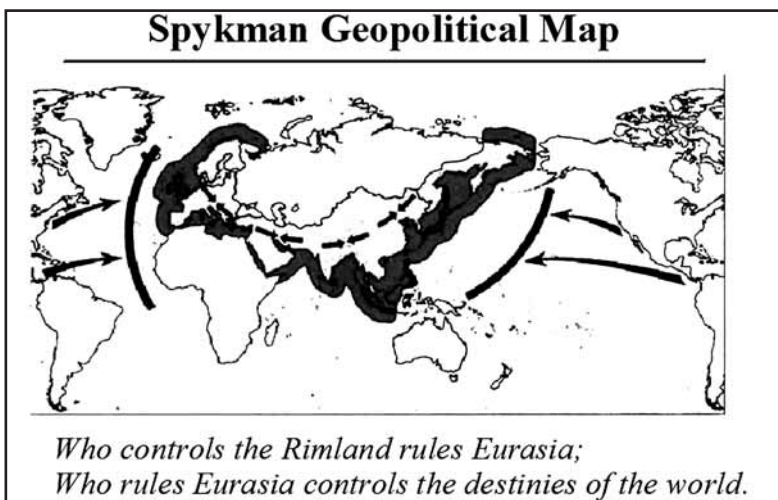 Spykman Geopolitical Map
Who controls the Rimland rules Eurasia;
Who rules Eurasia controls the destinies of the world.